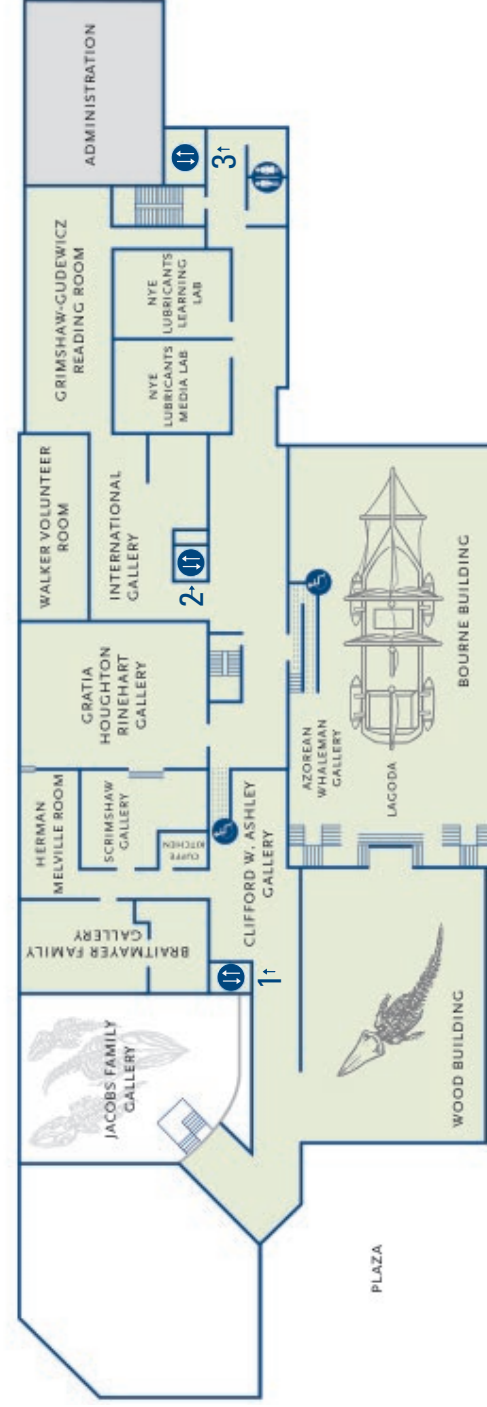 ADMINISTRATION
GRIMSHAW-GUDEWICZ
READING ROOM
3↑
NYE
LUBRICANTS
LEARNING
LAB
NYE
LUBRICANTS
MEDIA LAB
WALKER VOLUNTEER
ROOM
INTERNATIONAL
GALLERY
2↑
GRATIA
HOUGHTON
RINEHART
GALLERY
HERMAN
MELVILLE ROOM
SCRIMSHAW
GALLERY
CUFFE
KITCHEN
BRAITMAYER FAMILY
GALLERY
CLIFFORD W. ASHLEY
GALLERY
1↑
JACOBS FAMILY
GALLERY
AZOREAN
WHALEMAN
GALLERY
LAGODA
BOURNE BUILDING
WOOD BUILDING
PLAZA